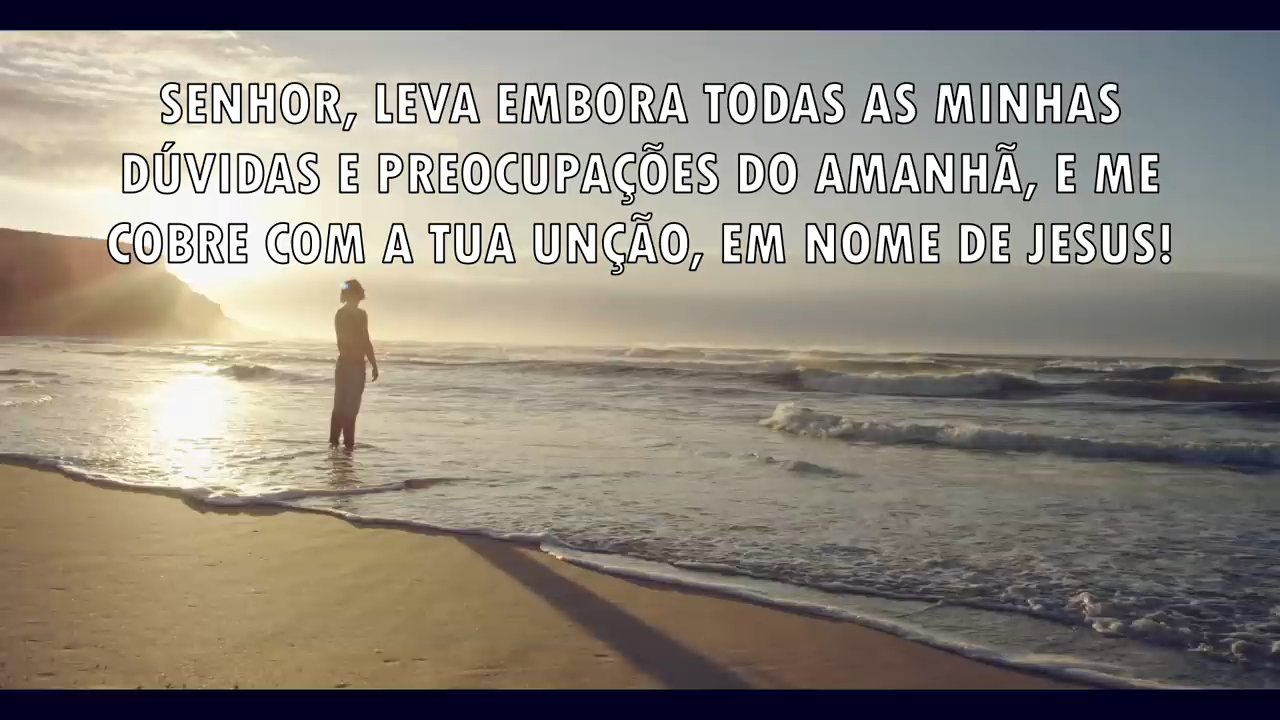 SENHOR, LEVA EMBORA TODAS AS MINHAS
DÚVIDAS E PREOCUPAÇÕES DO AMANHÃ, E ME
COBRE COM A TUA UNÇÃO, EM NOME DE JESUS!